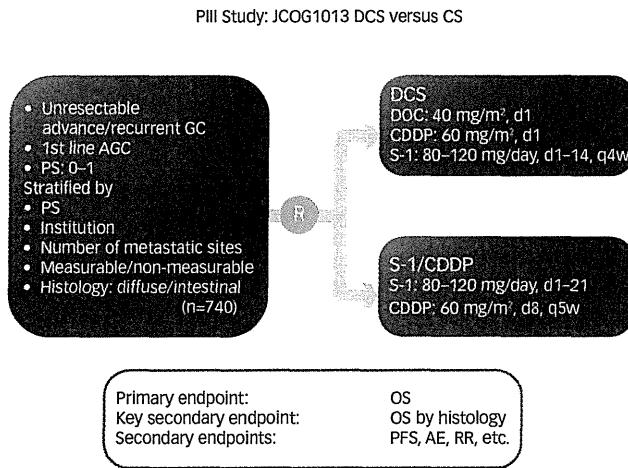 PIII Study: JCOG1013 DCS versus CS
• Unresectable
advance/recurrent GC
• 1st line AGC
• PS: 0–1
Stratified by
• PS
• Institution
• Number of metastatic sites
• Measurable/non-measurable
• Histology: diffuse/intestinal
(n=740)
R
DCS
DOC: 40 mg/m², d1
CDDP: 60 mg/m², d1
S-1: 80–120 mg/day, d1–14, q4w
S-1/CDDP
S-1: 80–120 mg/day, d1–21
CDDP: 60 mg/m², d8, q5w
Primary endpoint: OS
Key secondary endpoint: OS by histology
Secondary endpoints: PFS, AE, RR, etc.